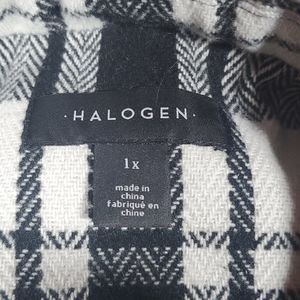 ·HALOGEN·
1x
made in
china
fabriqué en
chine